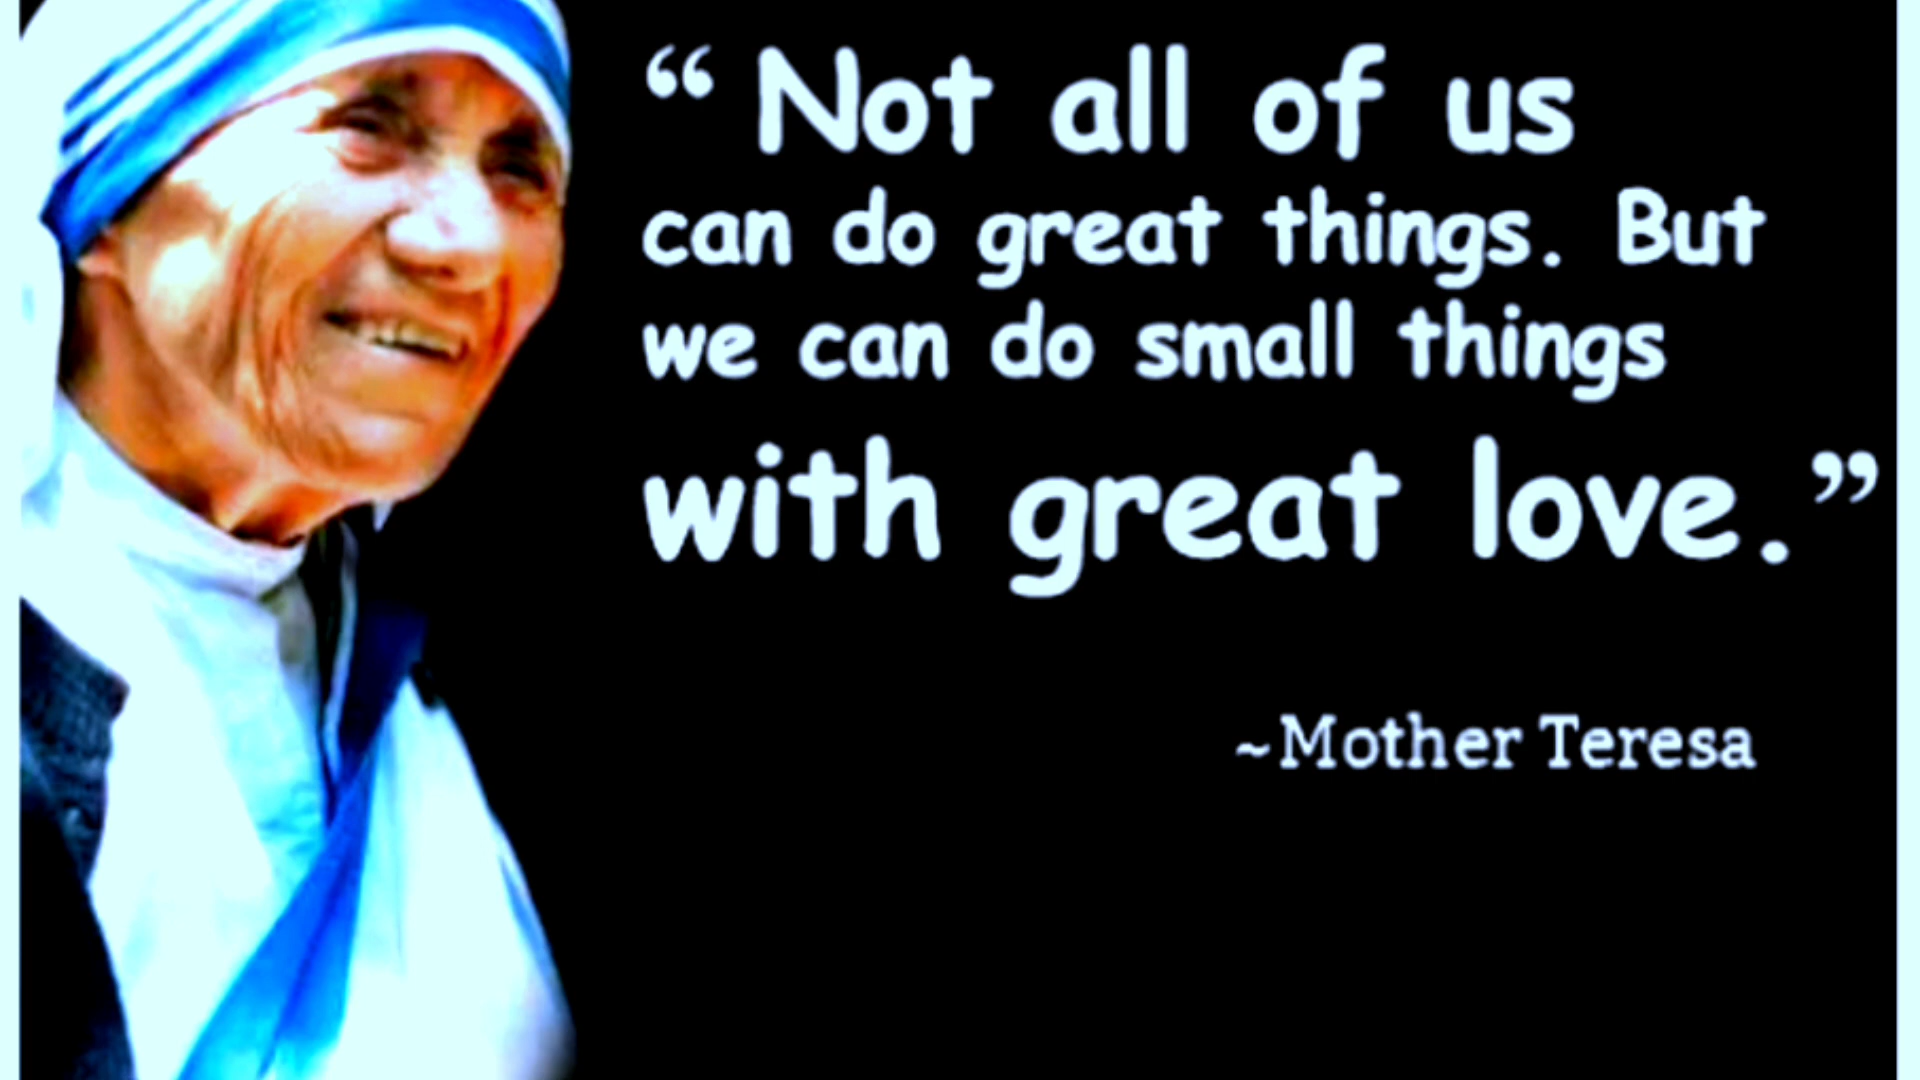 “ Not all of us
can do great things. But
we can do small things
with great love.”
~Mother Teresa